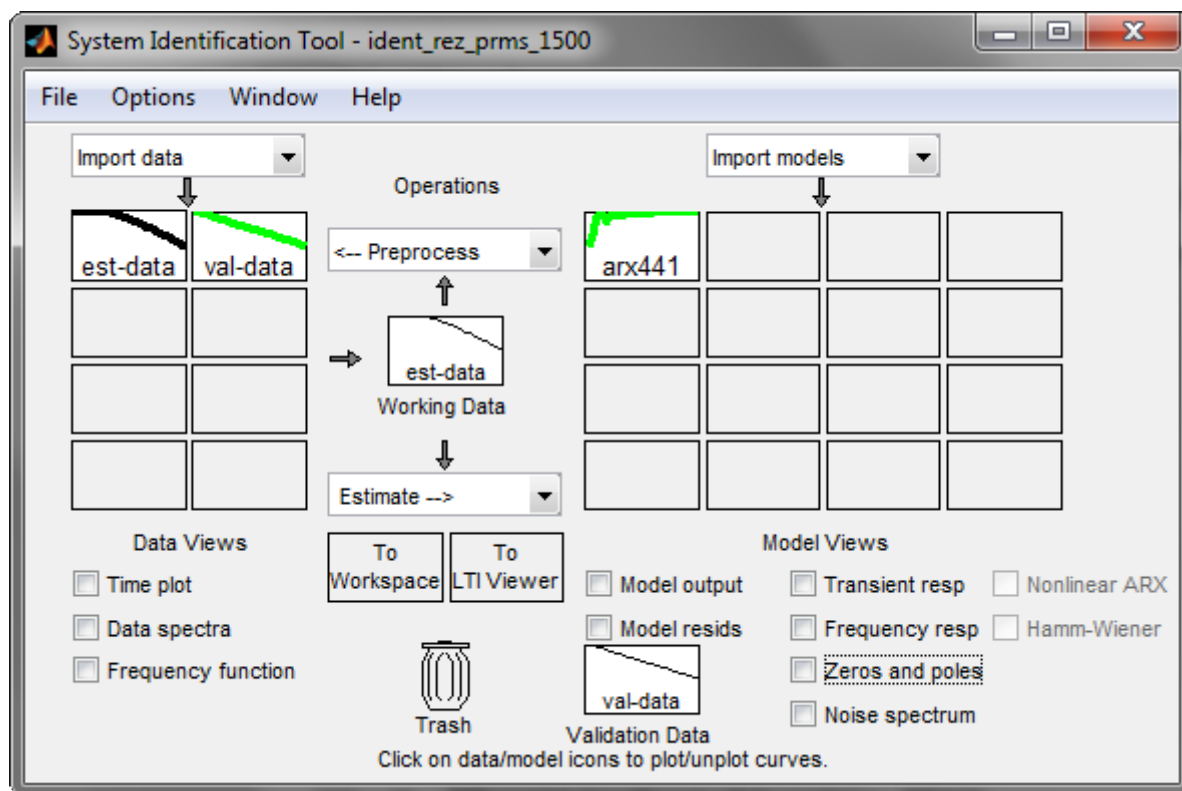 System Identification Tool - ident_rez_prms_1500
File Options Window Help
Import data
Import models
Operations
est-data
val-data
<-- Preprocess
arx441
est-data
Working Data
Estimate -->
Data Views
To Workspace
To LTI Viewer
Model Views
Time plot
Data spectra
Frequency function
Model output
Model resids
Transient resp
Frequency resp
Zeros and poles
Noise spectrum
Nonlinear ARX
Hamm-Wiener
Trash
val-data
Validation Data
Click on data/model icons to plot/unplot curves.